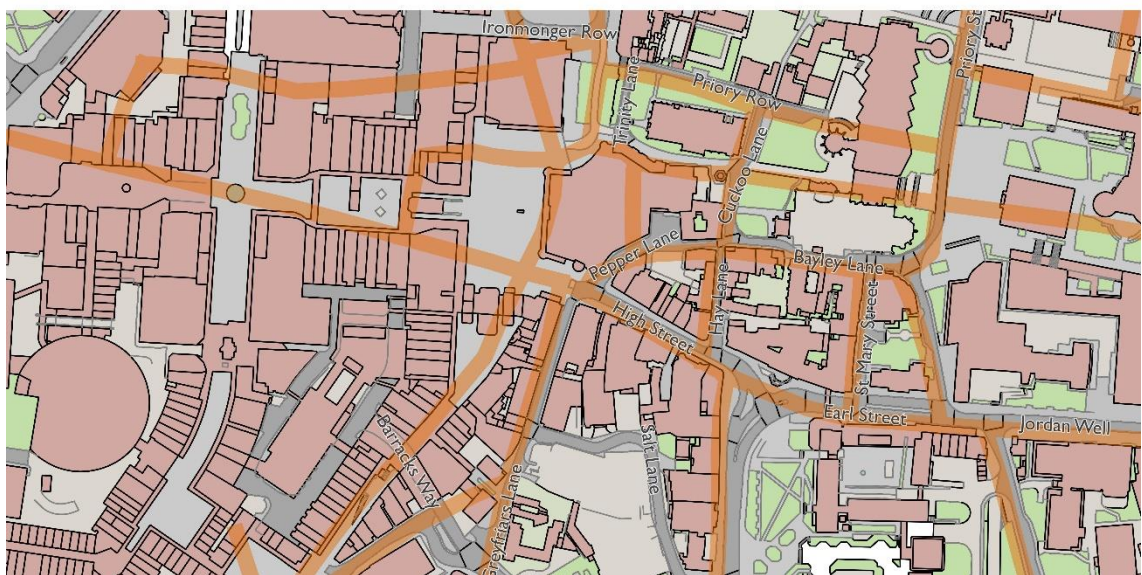 Ironmonger Row
Priory St
Priory Row
Trinity Lane
Cuckoo Lane
Pepper Lane
Bayley Lane
Hay Lane
High Street
St Mary Street
Earl Street
Jordan Well
Barracks Way
Salt Lane
Greyfriars Lane